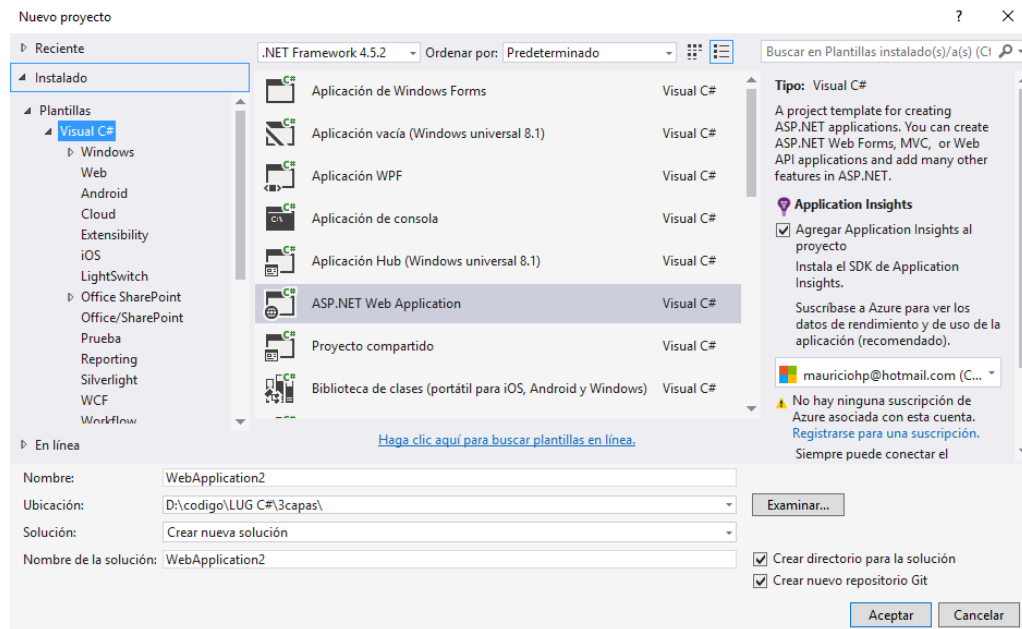 Nuevo proyecto
?
Reciente
.NET Framework 4.5.2
Ordenar por:
Predeterminado
Buscar en Plantillas instalado(s)/a(s) (Ct
Instalado
Plantillas
Visual C#
Windows
Web
Android
Cloud
Extensibility
iOS
LightSwitch
Office SharePoint
Office/SharePoint
Prueba
Reporting
Silverlight
WCF
Workflow
En línea
Aplicación de Windows Forms Visual C#
Aplicación vacía (Windows universal 8.1) Visual C#
Aplicación WPF Visual C#
Aplicación de consola Visual C#
Aplicación Hub (Windows universal 8.1) Visual C#
ASP.NET Web Application Visual C#
Proyecto compartido Visual C#
Biblioteca de clases (portátil para iOS, Android y Windows) Visual C#
Haga clic aquí para buscar plantillas en línea.
Tipo: Visual C#
A project template for creating
ASP.NET applications. You can create
ASP.NET Web Forms, MVC, or Web
API applications and add many other
features in ASP.NET.
Application Insights
Agregar Application Insights al
proyecto
Instala el SDK de Application
Insights.
Suscríbase a Azure para ver los
datos de rendimiento y de uso de la
aplicación (recomendado).
mauriciohp@hotmail.com (C...
No hay ninguna suscripción de
Azure asociada con esta cuenta.
Registrarse para una suscripción.
Siempre puede conectar el
Nombre: WebApplication2
Ubicación: D:\codigo\LUG C#\3capas\
Examinar...
Solución: Crear nueva solución
Nombre de la solución: WebApplication2
Crear directorio para la solución
Crear nuevo repositorio Git
Aceptar
Cancelar